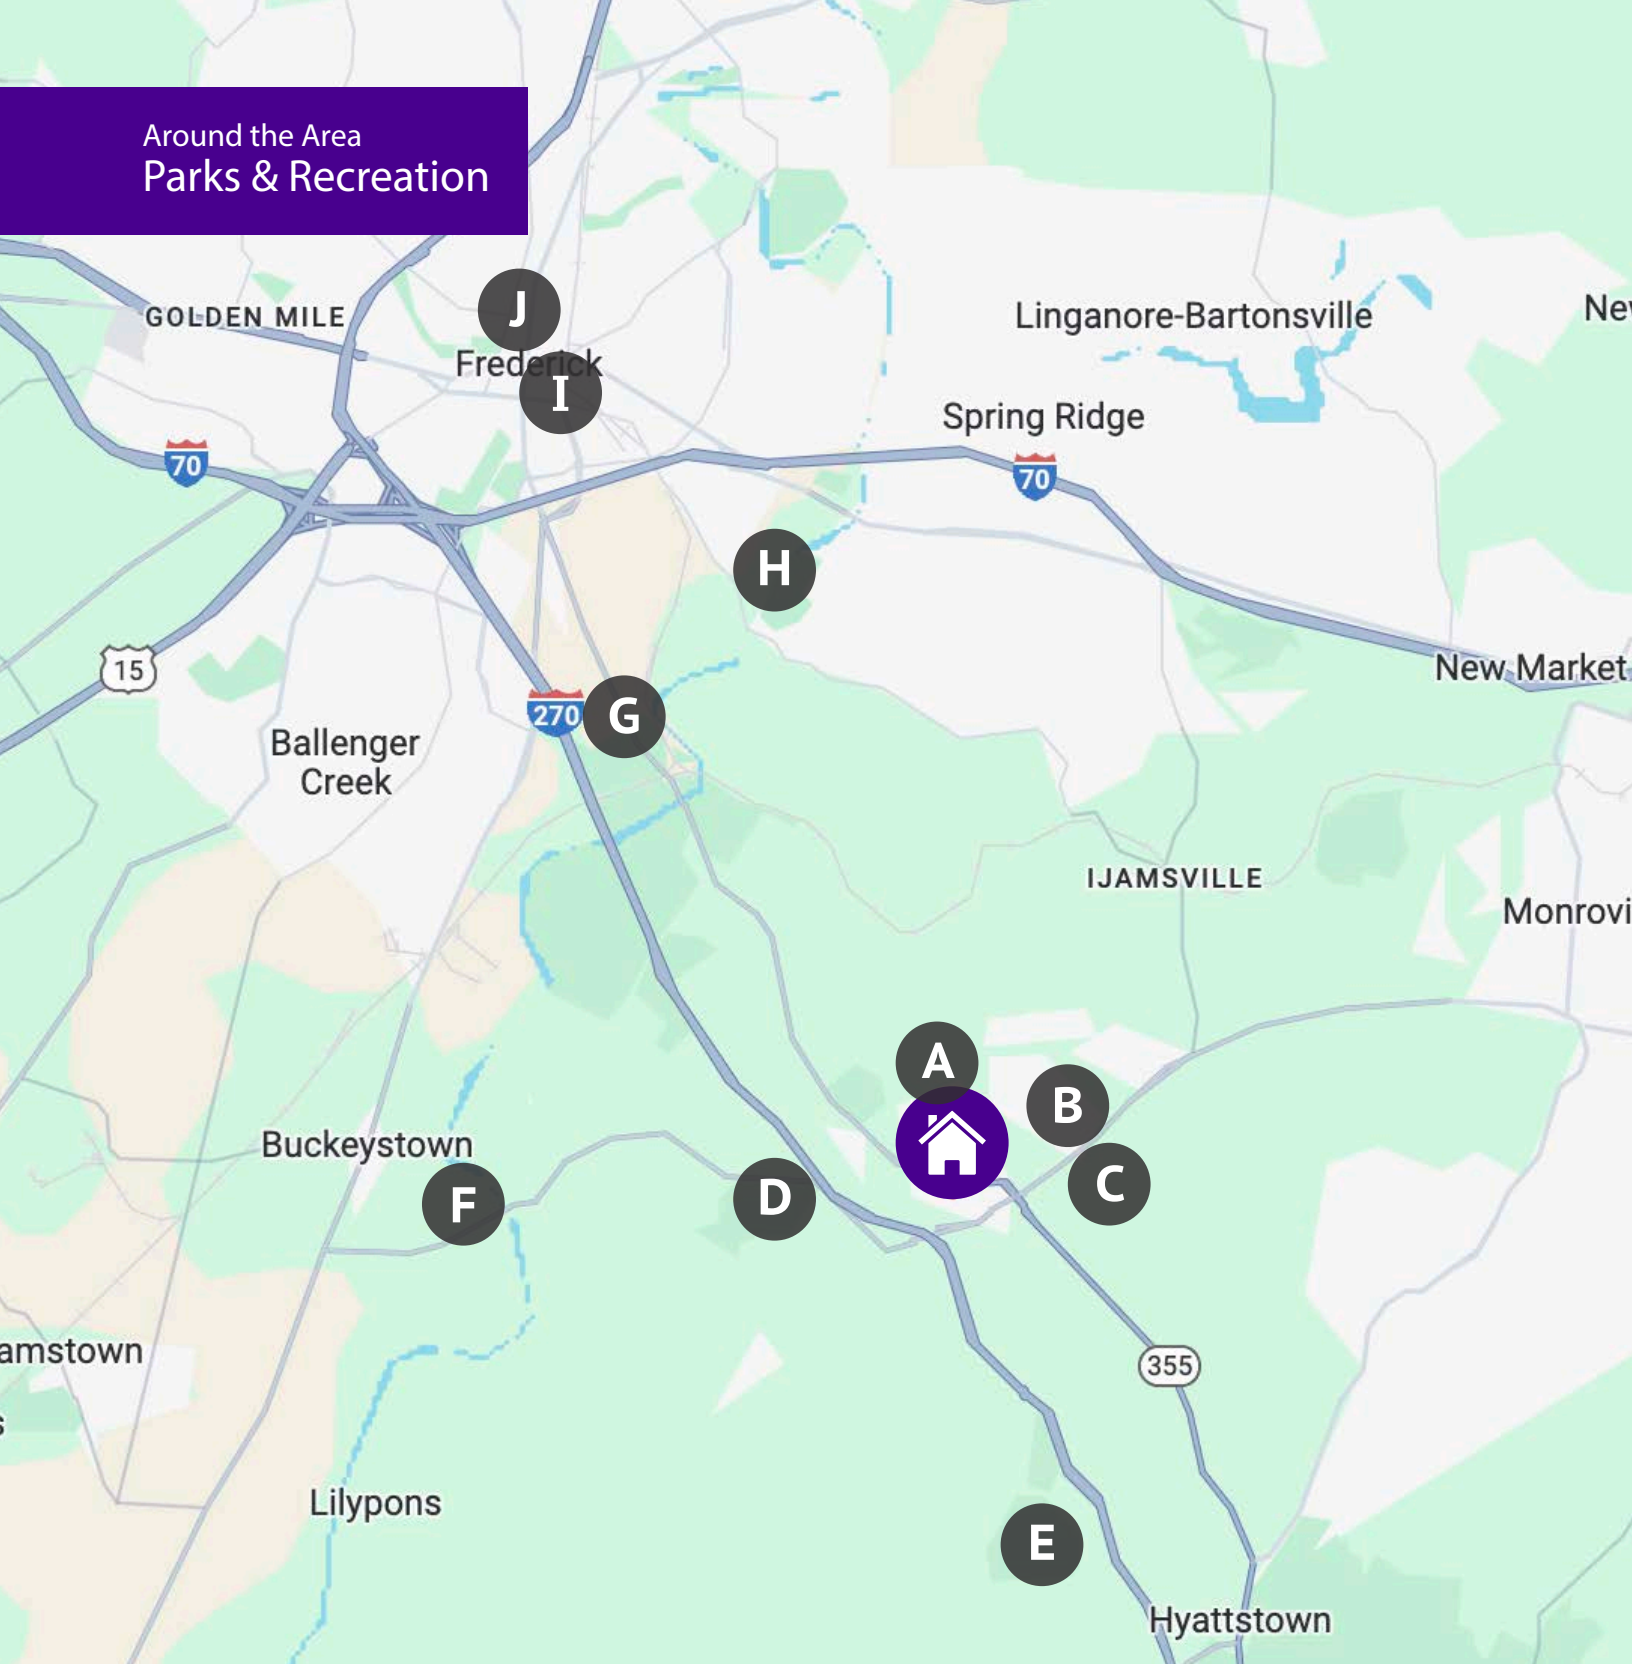 Around the Area
Parks & Recreation
J
GOLDEN MILE
Linganore-Bartonsville
Frederick
I
Spring Ridge
70
70
H
15
New Market
270
G
Ballenger
Creek
IJAMSVILLE
A
B
Buckeystown
C
D
F
amstown
355
Lilypons
E
Hyattstown